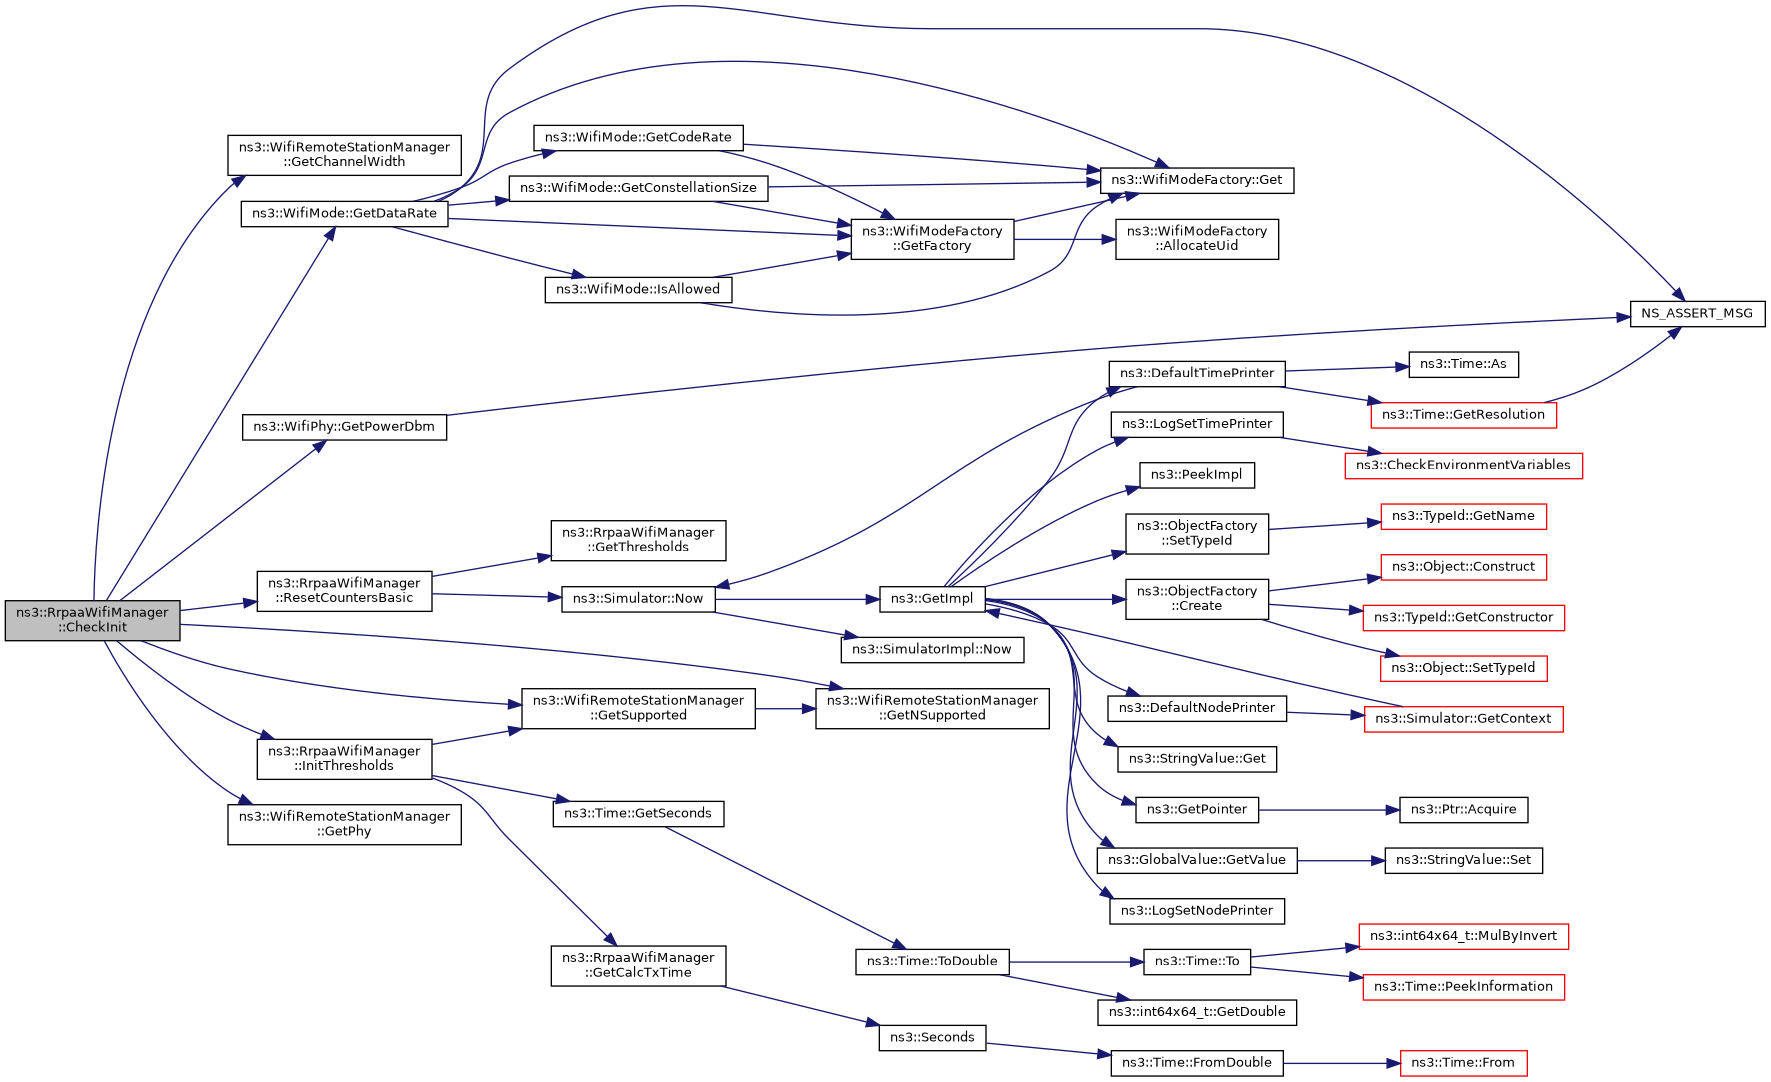 ns3::RrpaaWifiManager
::CheckInit
ns3::WifiRemoteStationManager
::GetChannelWidth
ns3::WifiMode::GetDataRate
ns3::WifiPhy::GetPowerDbm
ns3::RrpaaWifiManager
::ResetCountersBasic
ns3::RrpaaWifiManager
::InitThresholds
ns3::WifiRemoteStationManager
::GetPhy
ns3::WifiMode::GetCodeRate
ns3::WifiMode::GetConstellationSize
ns3::WifiMode::IsAllowed
ns3::RrpaaWifiManager
::GetThresholds
ns3::Simulator::Now
ns3::WifiRemoteStationManager
::GetSupported
ns3::Time::GetSeconds
ns3::RrpaaWifiManager
::GetCalcTxTime
ns3::WifiModeFactory
::GetFactory
ns3::GetImpl
ns3::SimulatorImpl::Now
ns3::WifiRemoteStationManager
::GetNSupported
ns3::Time::ToDouble
ns3::Seconds
ns3::WifiModeFactory::Get
ns3::WifiModeFactory
::AllocateUid
ns3::DefaultTimePrinter
ns3::LogSetTimePrinter
ns3::PeekImpl
ns3::ObjectFactory
::SetTypeId
ns3::ObjectFactory
::Create
ns3::DefaultNodePrinter
ns3::StringValue::Get
ns3::GetPointer
ns3::GlobalValue::GetValue
ns3::LogSetNodePrinter
ns3::Time::To
ns3::int64x64_t::GetDouble
ns3::Time::FromDouble
ns3::Time::As
ns3::Time::GetResolution
ns3::CheckEnvironmentVariables
ns3::TypeId::GetName
ns3::Object::Construct
ns3::TypeId::GetConstructor
ns3::Object::SetTypeId
ns3::Simulator::GetContext
ns3::Ptr::Acquire
ns3::StringValue::Set
ns3::int64x64_t::MulByInvert
ns3::Time::PeekInformation
ns3::Time::From
NS_ASSERT_MSG